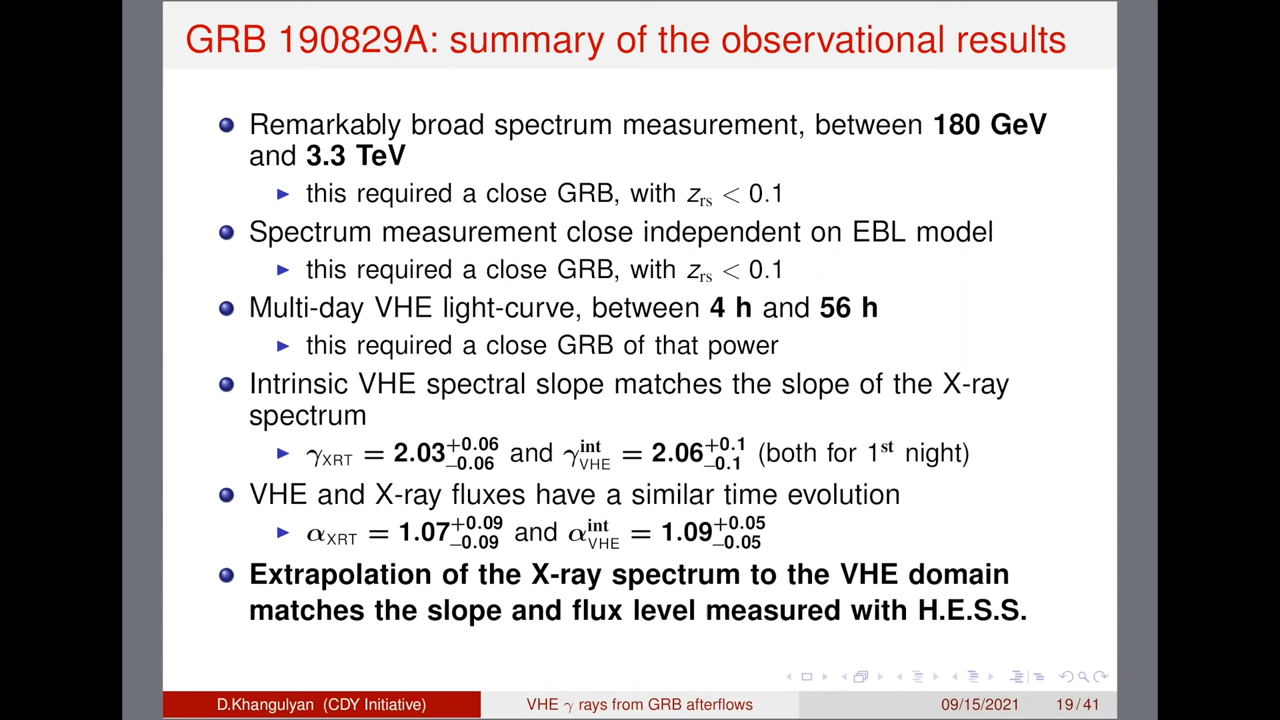 GRB 190829A: summary of the observational results
Remarkably broad spectrum measurement, between 180 GeV
and 3.3 TeV
this required a close GRB, with z_rs < 0.1
Spectrum measurement close independent on EBL model
this required a close GRB, with z_rs < 0.1
Multi-day VHE light-curve, between 4 h and 56 h
this required a close GRB of that power
Intrinsic VHE spectral slope matches the slope of the X-ray
spectrum
γ_XRT = 2.03^{+0.06}_{−0.06} and γ^{int}_{VHE} = 2.06^{+0.1}_{−0.1} (both for 1^{st} night)
VHE and X-ray fluxes have a similar time evolution
α_XRT = 1.07^{+0.09}_{−0.09} and α^{int}_{VHE} = 1.09^{+0.05}_{−0.05}
Extrapolation of the X-ray spectrum to the VHE domain
matches the slope and flux level measured with H.E.S.S.
D.Khangulyan (CDY Initiative) VHE γ rays from GRB afterflows 09/15/2021 19 / 41